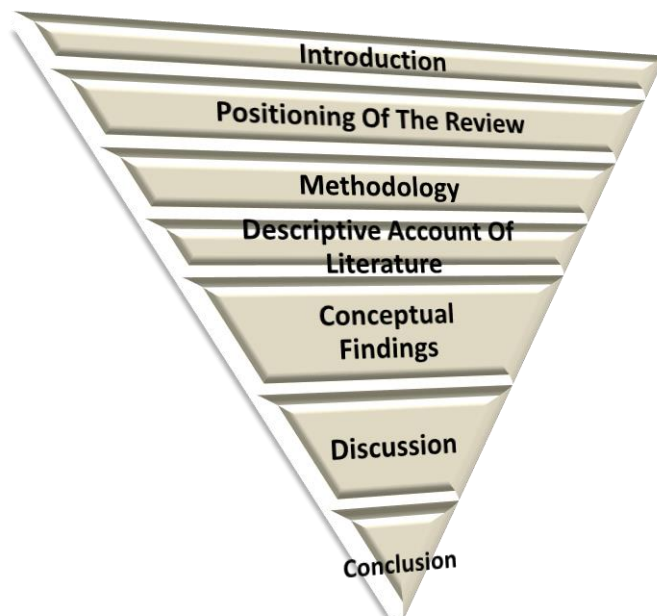 Introduction
Positioning Of The Review
Methodology
Descriptive Account Of
Literature
Conceptual
Findings
Discussion
Conclusion